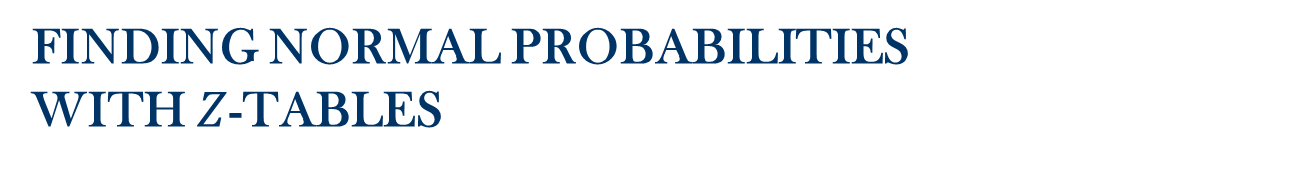 FINDING NORMAL PROBABILITIES
WITH Z-TABLES